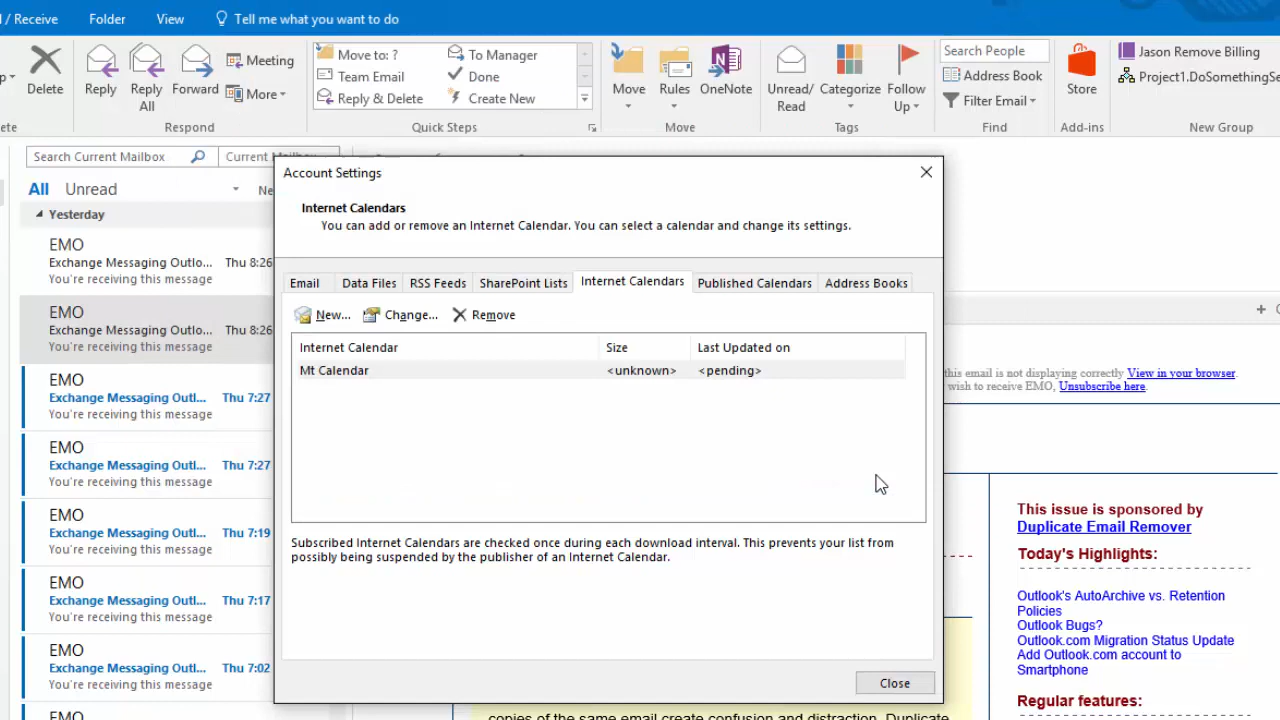 / Receive
Folder
View
Tell me what you want to do
Delete
Reply
Reply All
Forward
Meeting
More
Respond
Move to: ?
Team Email
Reply & Delete
To Manager
Done
Create New
Quick Steps
Move
Rules
OneNote
Move
Unread/ Read
Categorize
Follow Up
Tags
Search People
Address Book
Filter Email
Find
Store
Add-ins
Jason Remove Billing
Project1.DoSomethingSe
New Group
Search Current Mailbox
Current
All
Unread
Ne
Yesterday
EMO
Exchange Messaging Outlo...
Thu 8:26
You're receiving this message
EMO
Exchange Messaging Outlo...
Thu 8:26
You're receiving this message
EMO
Exchange Messaging Outl...
Thu 7:27
You're receiving this message
EMO
Exchange Messaging Outl...
Thu 7:27
You're receiving this message
EMO
Exchange Messaging Outl...
Thu 7:19
You're receiving this message
EMO
Exchange Messaging Outl...
Thu 7:17
You're receiving this message
EMO
Exchange Messaging Outl...
Thu 7:02
You're receiving this message
EMO
Account Settings
Internet Calendars
You can add or remove an Internet Calendar. You can select a calendar and change its settings.
Email
Data Files
RSS Feeds
SharePoint Lists
Internet Calendars
Published Calendars
Address Books
New...
Change...
Remove
Internet Calendar
Size
Last Updated on
Mt Calendar
<unknown>
<pending>
Subscribed Internet Calendars are checked once during each download interval. This prevents your list from
possibly being suspended by the publisher of an Internet Calendar.
Close
this email is not displaying correctly View in your browser.
wish to receive EMO, Unsubscribe here.
This issue is sponsored by
Duplicate Email Remover
Today's Highlights:
Outlook's AutoArchive vs. Retention
Policies
Outlook Bugs?
Outlook.com Migration Status Update
Add Outlook.com account to
Smartphone
Regular features:
copies of the same email create confusion and distraction. Duplicate